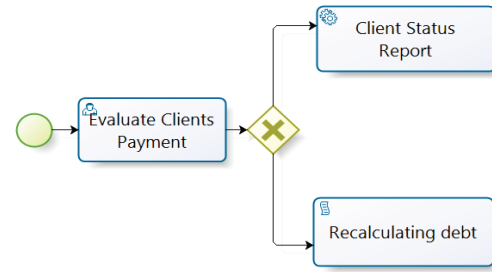 Client Status
Report
Evaluate Clients
Payment
Recalculating debt